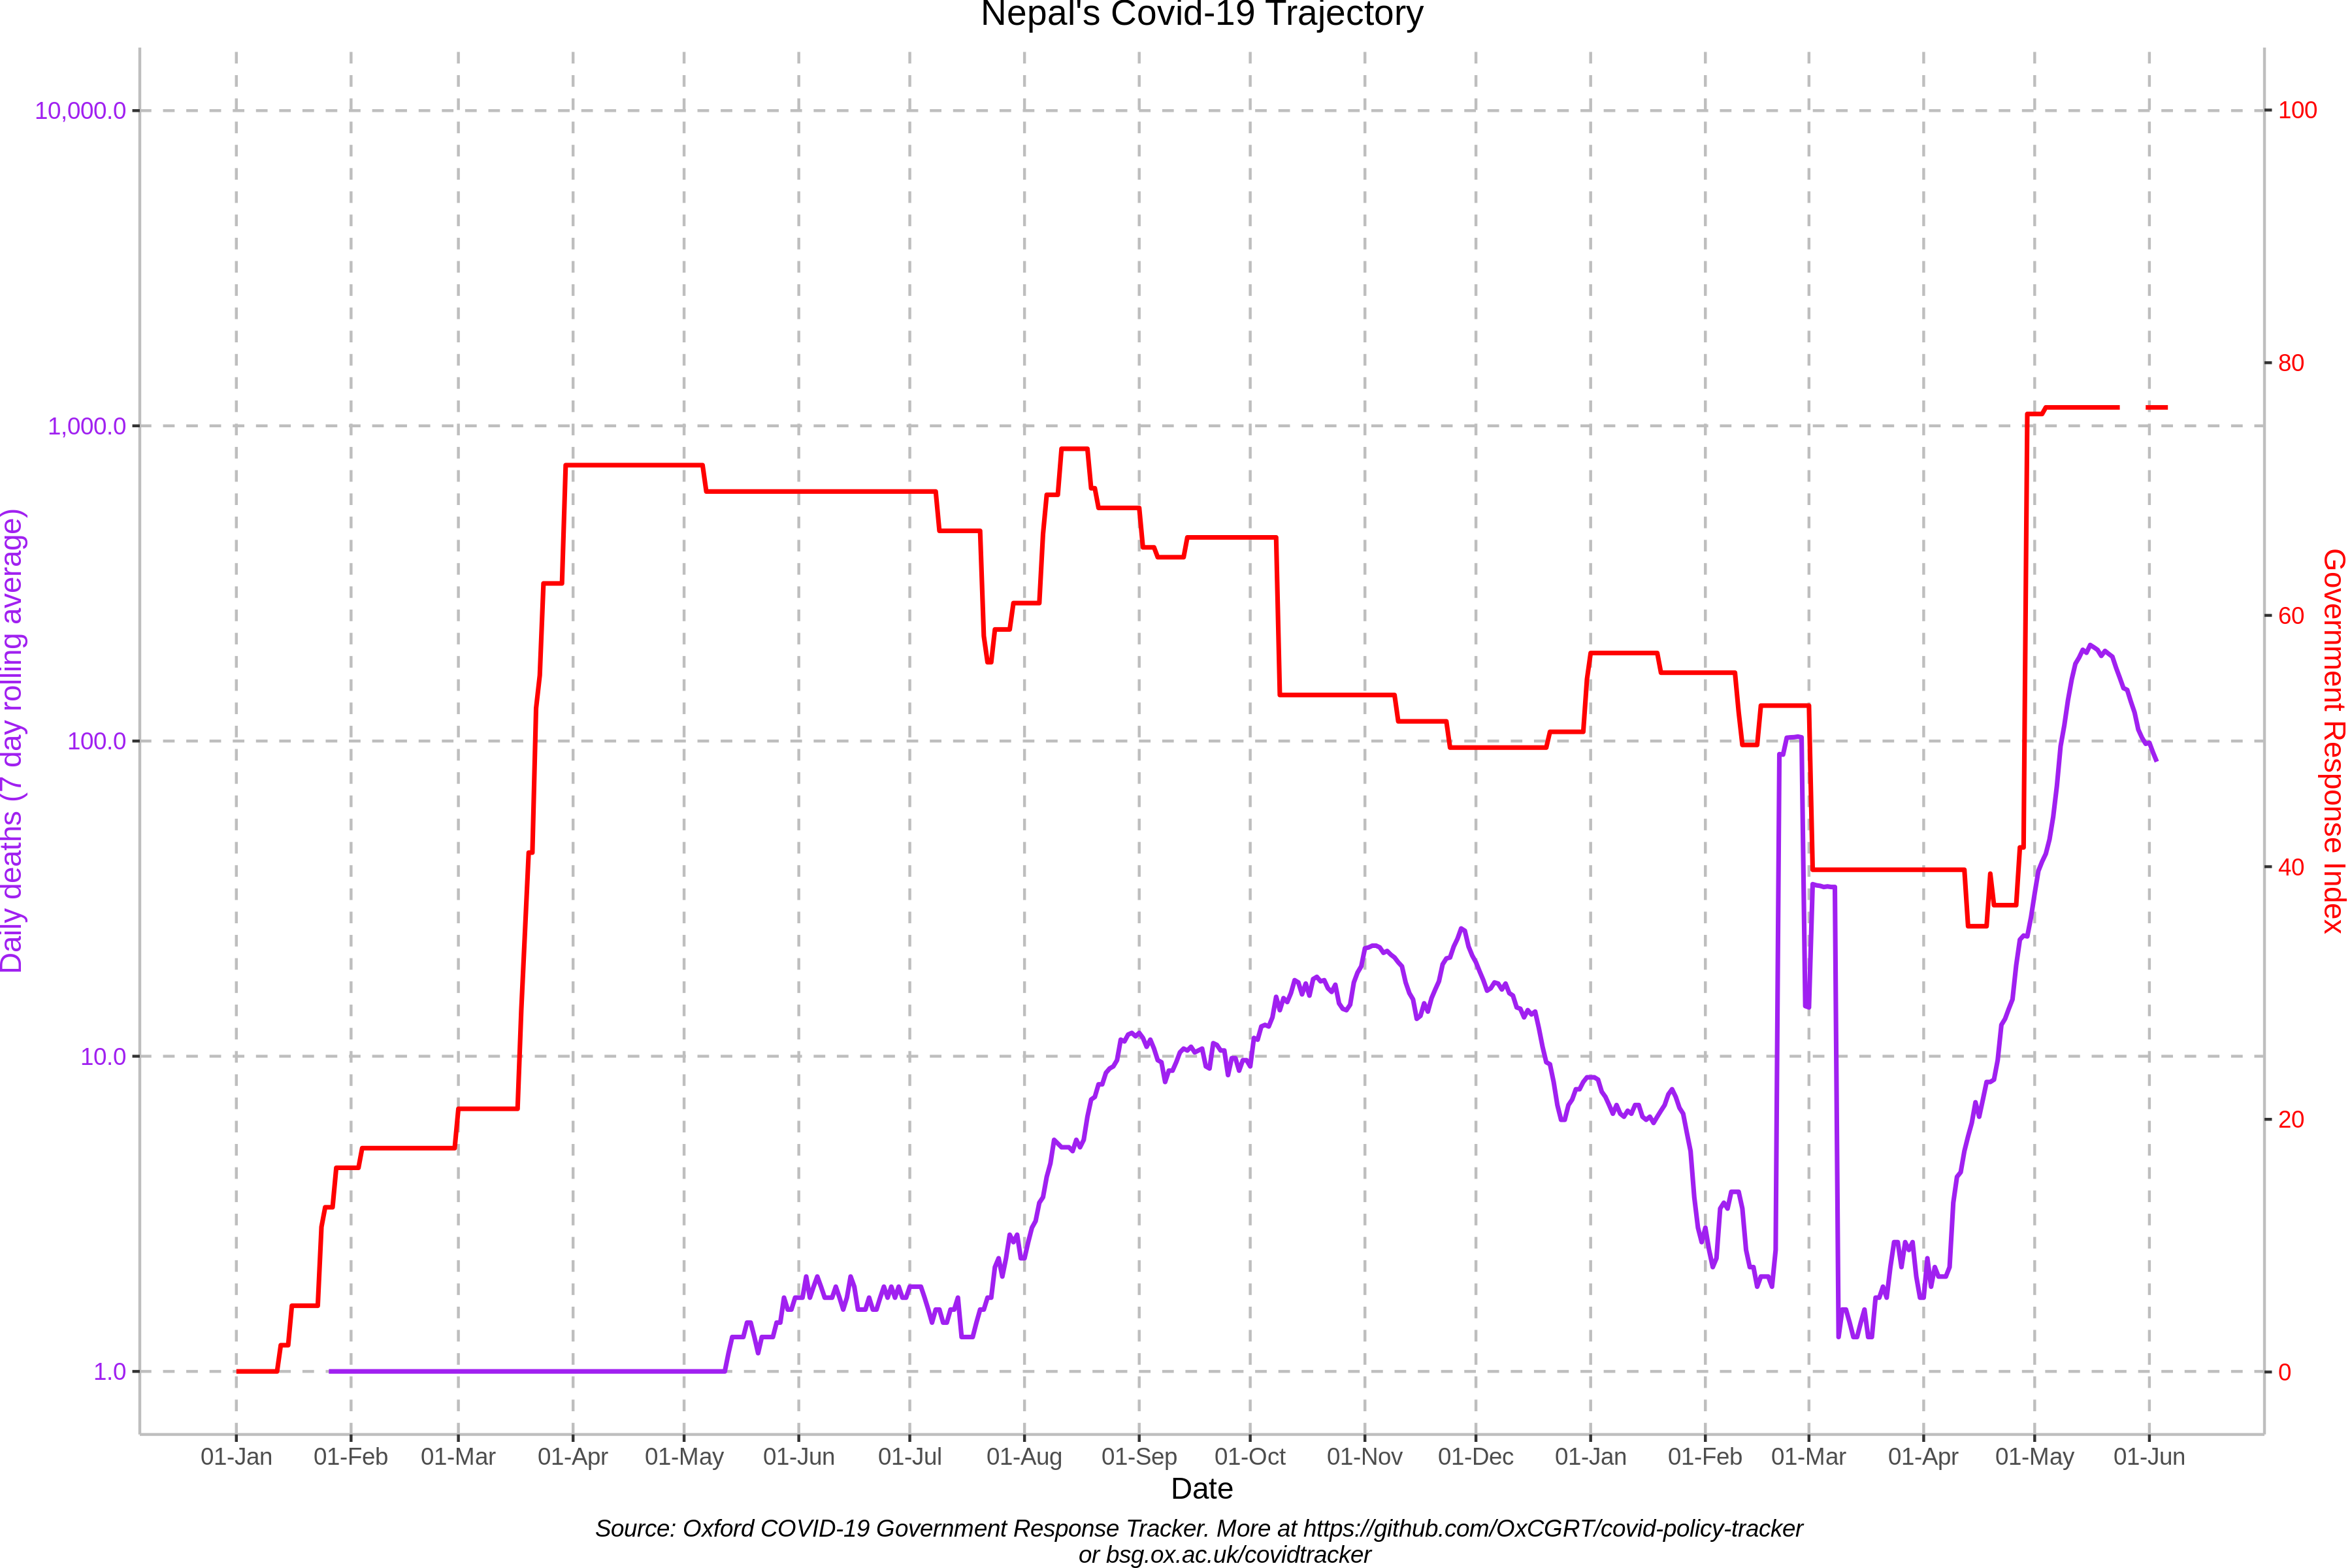 Nepal's Covid-19 Trajectory
10,000.0
1,000.0
100.0
10.0
1.0
Daily deaths (7 day rolling average)
100
80
60
40
20
0
Government Response Index
01-Jan 01-Feb 01-Mar 01-Apr 01-May 01-Jun 01-Jul 01-Aug 01-Sep 01-Oct 01-Nov 01-Dec 01-Jan 01-Feb 01-Mar 01-Apr 01-May 01-Jun
Date
Source: Oxford COVID-19 Government Response Tracker. More at https://github.com/OxCGRT/covid-policy-tracker
or bsg.ox.ac.uk/covidtracker